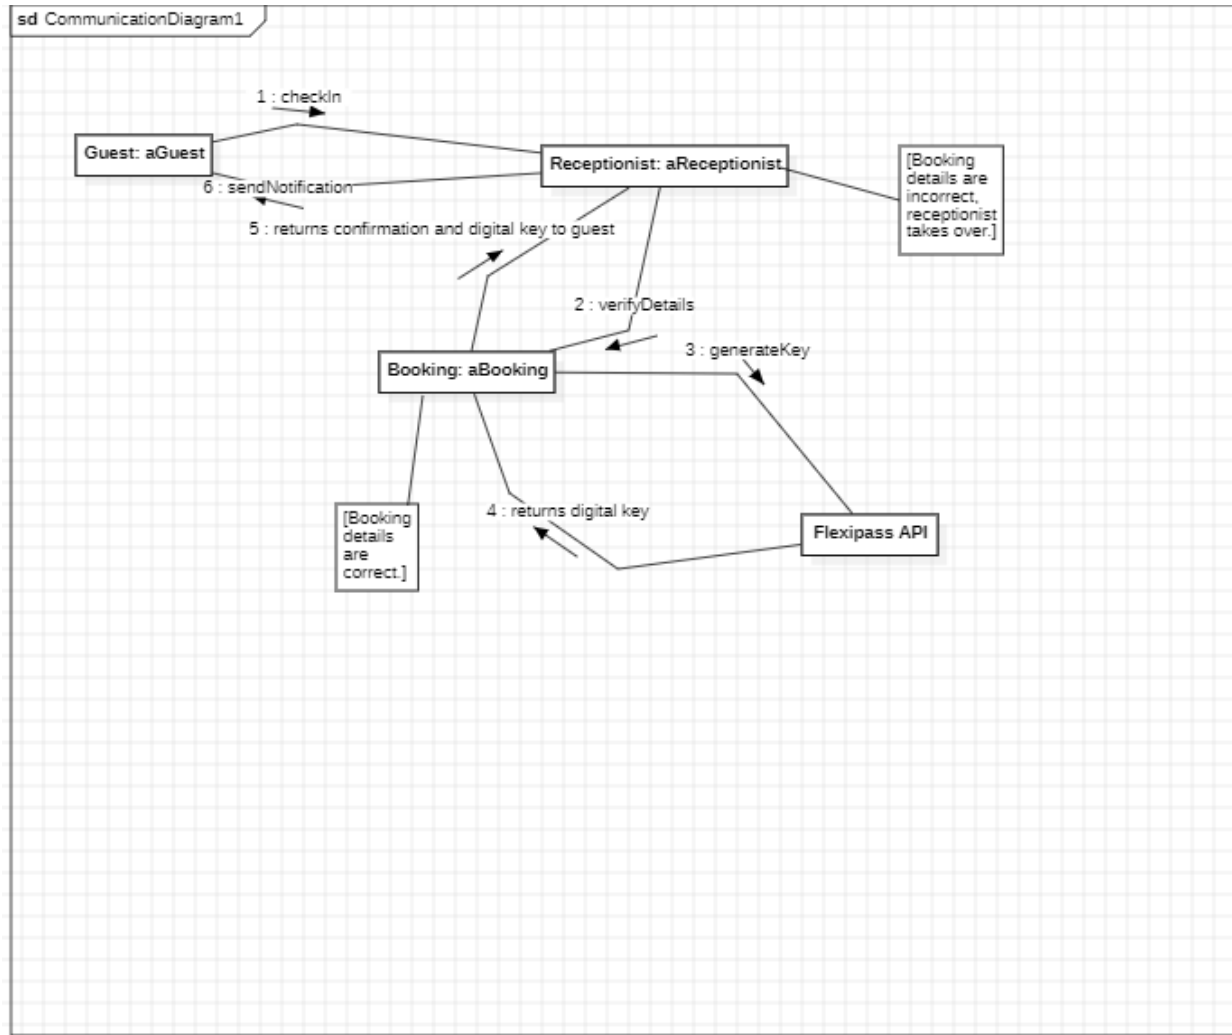 sd CommunicationDiagram1
1 : checkIn
Guest: aGuest
Receptionist: aReceptionist
[Booking
details are
incorrect,
receptionist
takes over.]
6 : sendNotification
5 : returns confirmation and digital key to guest
2 : verifyDetails
3 : generateKey
Booking: aBooking
4 : returns digital key
[Booking
details
are
correct.]
Flexipass API